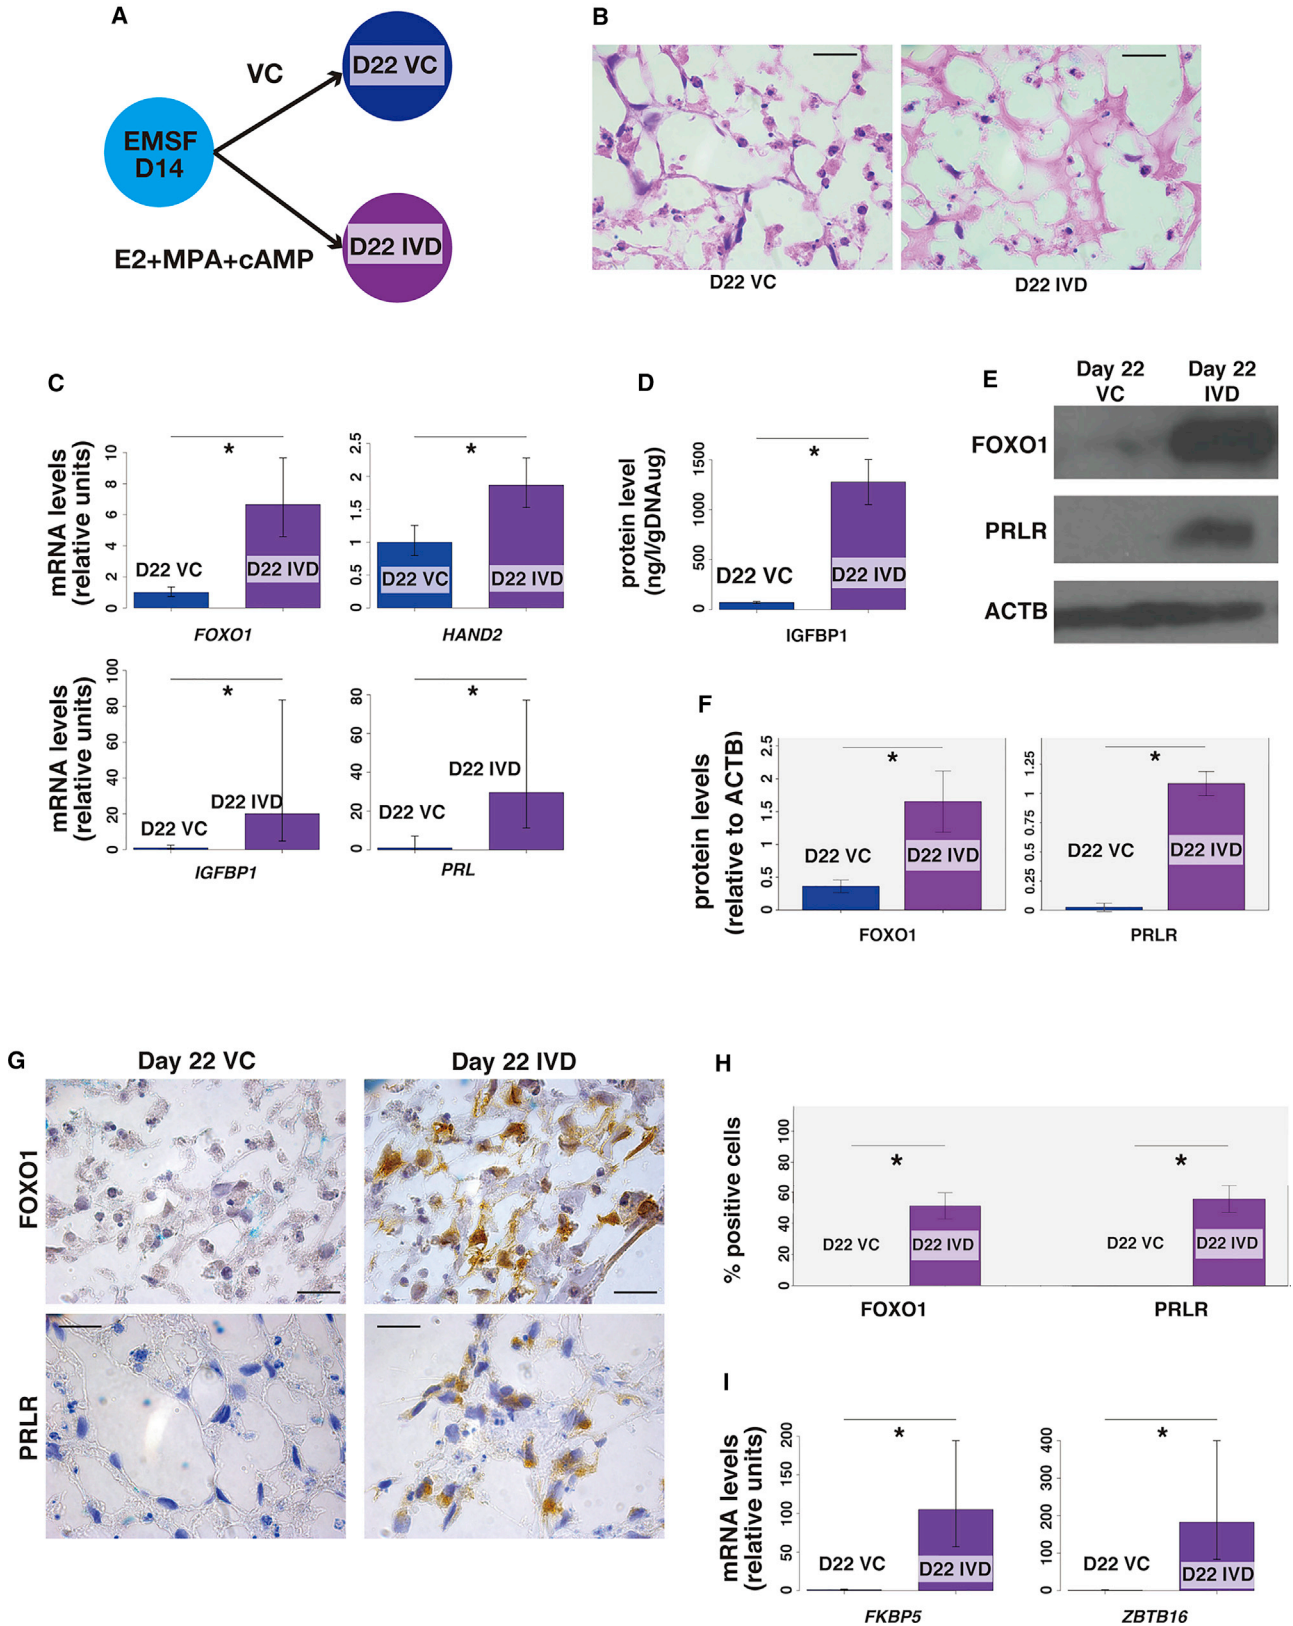 A
VC
D22 VC
EMSF
D14
D22 IVD
E2+MPA+cAMP
B
D22 VC
D22 IVD
C
mRNA levels
(relative units)
0
2
4
6
8
10
*
D22 VC
D22 IVD
FOXO1
0
0.5
1
1.5
2
2.5
*
D22 VC
D22 IVD
HAND2
mRNA levels
(relative units)
0
20
40
60
80
100
*
D22 VC
D22 IVD
IGFBP1
0
20
40
60
80
*
D22 VC
D22 IVD
PRL
D
protein level
(ng/l/gDNAug)
0
500
1000
1500
*
D22 VC
D22 IVD
IGFBP1
E
Day 22
VC
Day 22
IVD
FOXO1
PRLR
ACTB
F
protein levels
(relative to ACTB)
0
0.5
1
1.5
2
2.5
*
D22 VC
D22 IVD
FOXO1
0
0.25
0.5
0.75
1
1.25
*
D22 VC
D22 IVD
PRLR
G
Day 22 VC
Day 22 IVD
FOXO1
PRLR
H
% positive cells
0
20
40
60
80
100
*
D22 VC
D22 IVD
FOXO1
*
D22 VC
D22 IVD
PRLR
I
mRNA levels
(relative units)
0
50
100
150
200
*
D22 VC
D22 IVD
FKBP5
0
100
200
300
400
*
D22 VC
D22 IVD
ZBTB16